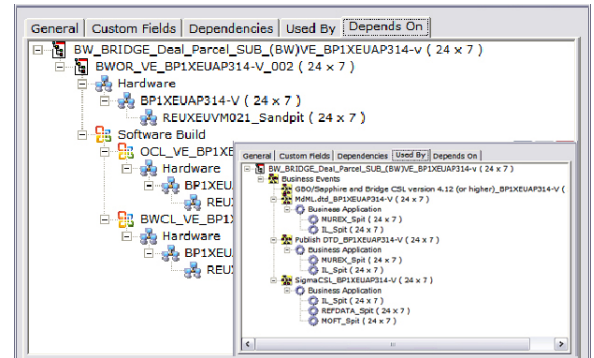 General Custom Fields Dependencies Used By Depends On
BW_BRIDGE_Deal_Parcel_SUB_(BW)VE_BP1XEUAP314-v ( 24 x 7 )
BWOR_VE_BP1XEUAP314-V_002 ( 24 x 7 )
Hardware
BP1XEUAP314-V ( 24 x 7 )
REUXEUYM021_Sandpit ( 24 x 7 )
Software Build
OCL_VE_BP1XE
Hardware
BP1XEU
REU
BWCL_VE_BP1
Hardware
BP1XEU
REU
General Custom Fields Dependencies Used By Depends On
BW_BRIDGE_Deal_Parcel_SUB_(BW)VE_BP1XEUAP314-v ( 24 x 7 )
Business Events
GBO/Sapphire and Bridge CSL version 4.12 (or higher)_BP1XEUAP314-V (
MdML.dtd_BP1XEUAP314-V ( 24 x 7 )
Business Application
MUREX_Spit ( 24 x 7 )
IL_Spit ( 24 x 7 )
Publish DTD_BP1XEUAP314-V ( 24 x 7 )
Business Application
MUREX_Spit ( 24 x 7 )
IL_Spit ( 24 x 7 )
SigmaCSL_BP1XEUAP314-V ( 24 x 7 )
Business Application
IL_Spit ( 24 x 7 )
REFDATA_Spit ( 24 x 7 )
MOFT_Spit ( 24 x 7 )